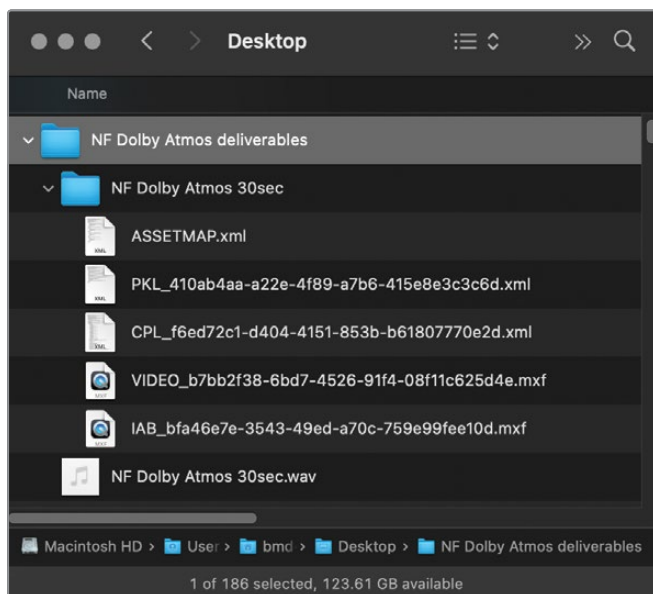 Desktop
Name
NF Dolby Atmos deliverables
NF Dolby Atmos 30sec
ASSETMAP.xml
PKL_410ab4aa-a22e-4f89-a7b6-415e8e3c3c6d.xml
CPL_f6ed72c1-d404-4151-853b-b61807770e2d.xml
VIDEO_b7bb2f38-6bd7-4526-91f4-08f11c625d4e.mxf
IAB_bfa46e7e-3543-49ed-a70c-759e99fee10d.mxf
NF Dolby Atmos 30sec.wav
Macintosh HD › User › bmd › Desktop › NF Dolby Atmos deliverables
1 of 186 selected, 123.61 GB available